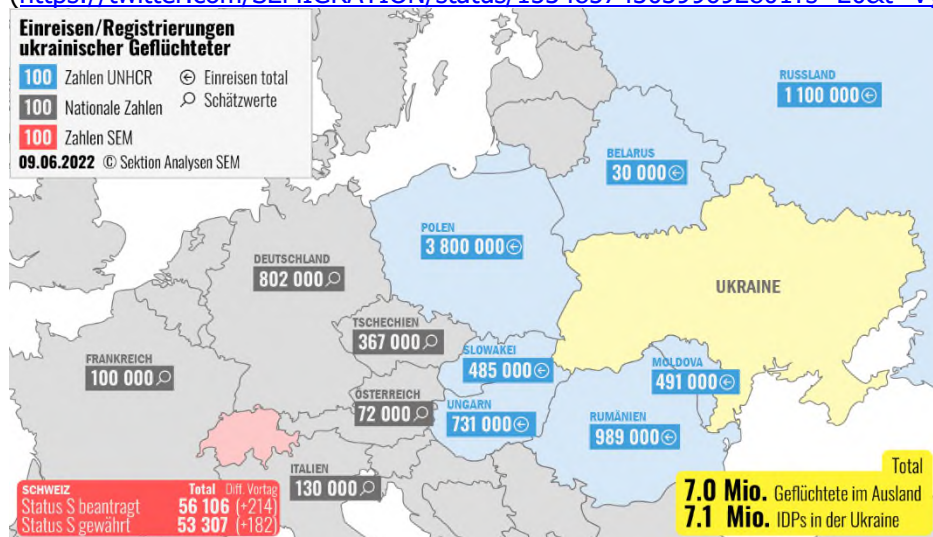 Einreisen/Registrierungen
ukrainischer Geflüchteter
100 Zahlen UNHCR
Einreisen total
100 Nationale Zahlen
Schätzwerte
100 Zahlen SEM
09.06.2022 © Sektion Analysen SEM
RUSSLAND
1 100 000
BELARUS
30 000
POLEN
3 800 000
DEUTSCHLAND
802 000
UKRAINE
TSCHECHIEN
367 000
SLOWAKEI
485 000
MOLDOVA
491 000
FRANKREICH
100 000
ÖSTERREICH
72 000
UNGARN
731 000
RUMÄNIEN
989 000
ITALIEN
130 000
SCHWEIZ Total Diff. Vortag
Status S beantragt 56 106 (+214)
Status S gewährt 53 307 (+182)
Total
7.0 Mio. Geflüchtete im Ausland
7.1 Mio. IDPs in der Ukraine